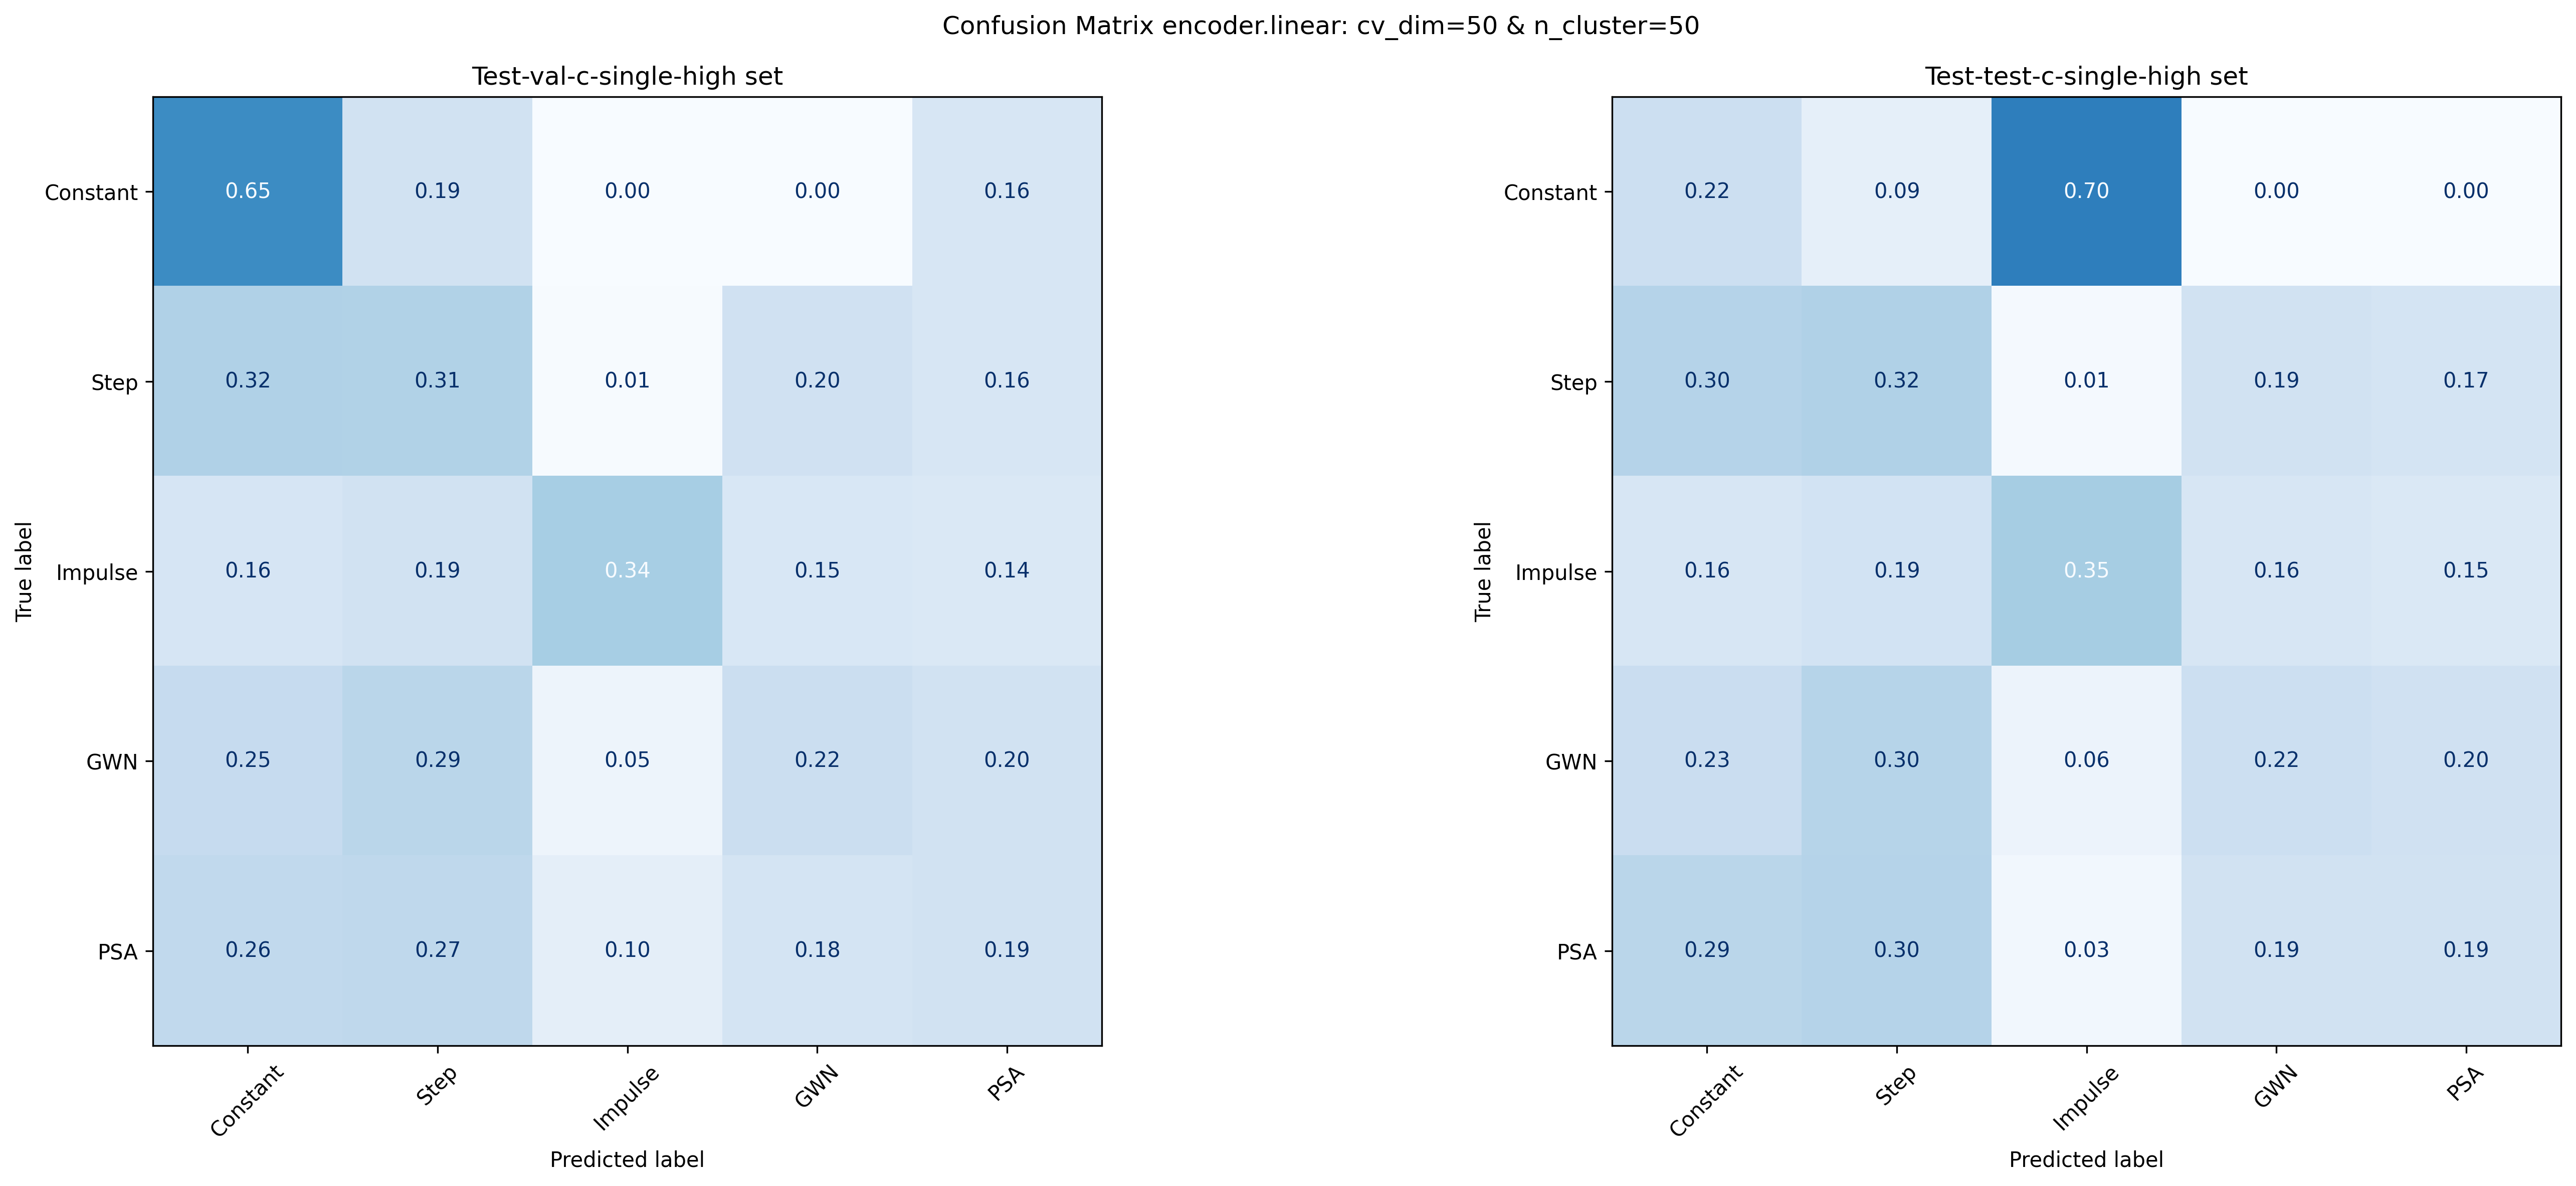 Confusion Matrix encoder.linear: cv_dim=50 & n_cluster=50
Test-val-c-single-high set
True label
Constant 0.65 0.19 0.00 0.00 0.16
Step 0.32 0.31 0.01 0.20 0.16
Impulse 0.16 0.19 0.34 0.15 0.14
GWN 0.25 0.29 0.05 0.22 0.20
PSA 0.26 0.27 0.10 0.18 0.19
Constant Step Impulse GWN PSA
Predicted label
Test-test-c-single-high set
True label
Constant 0.22 0.09 0.70 0.00 0.00
Step 0.30 0.32 0.01 0.19 0.17
Impulse 0.16 0.19 0.35 0.16 0.15
GWN 0.23 0.30 0.06 0.22 0.20
PSA 0.29 0.30 0.03 0.19 0.19
Constant Step Impulse GWN PSA
Predicted label